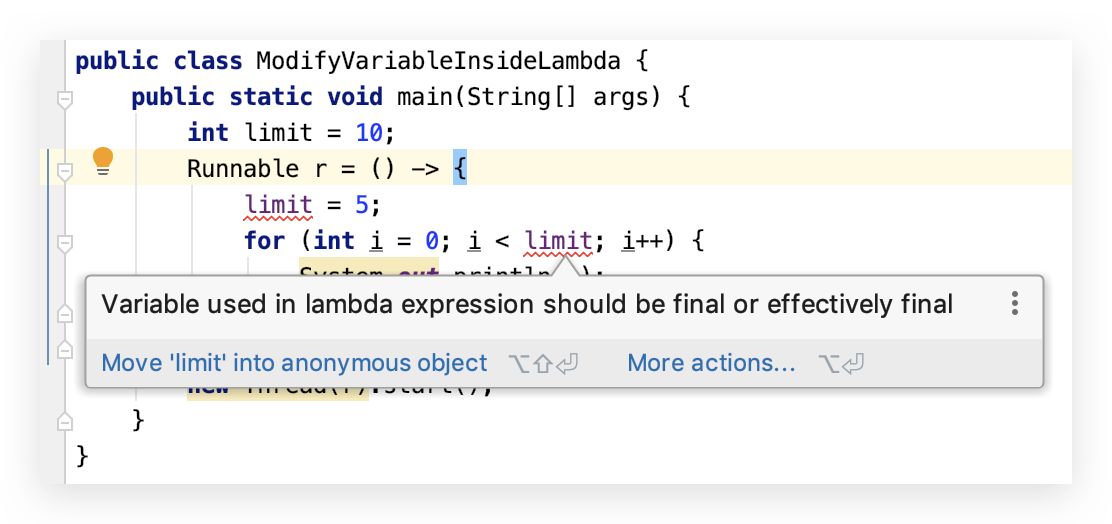 public class ModifyVariableInsideLambda {
public static void main(String[] args) {
int limit = 10;
Runnable r = () -> {
limit = 5;
for (int i = 0; i < limit; i++) {
System.out.println
Variable used in lambda expression should be final or effectively final
Move 'limit' into anonymous object ⌥⇧⏎ More actions... ⌥⏎
new Thread(r).start();
}
}